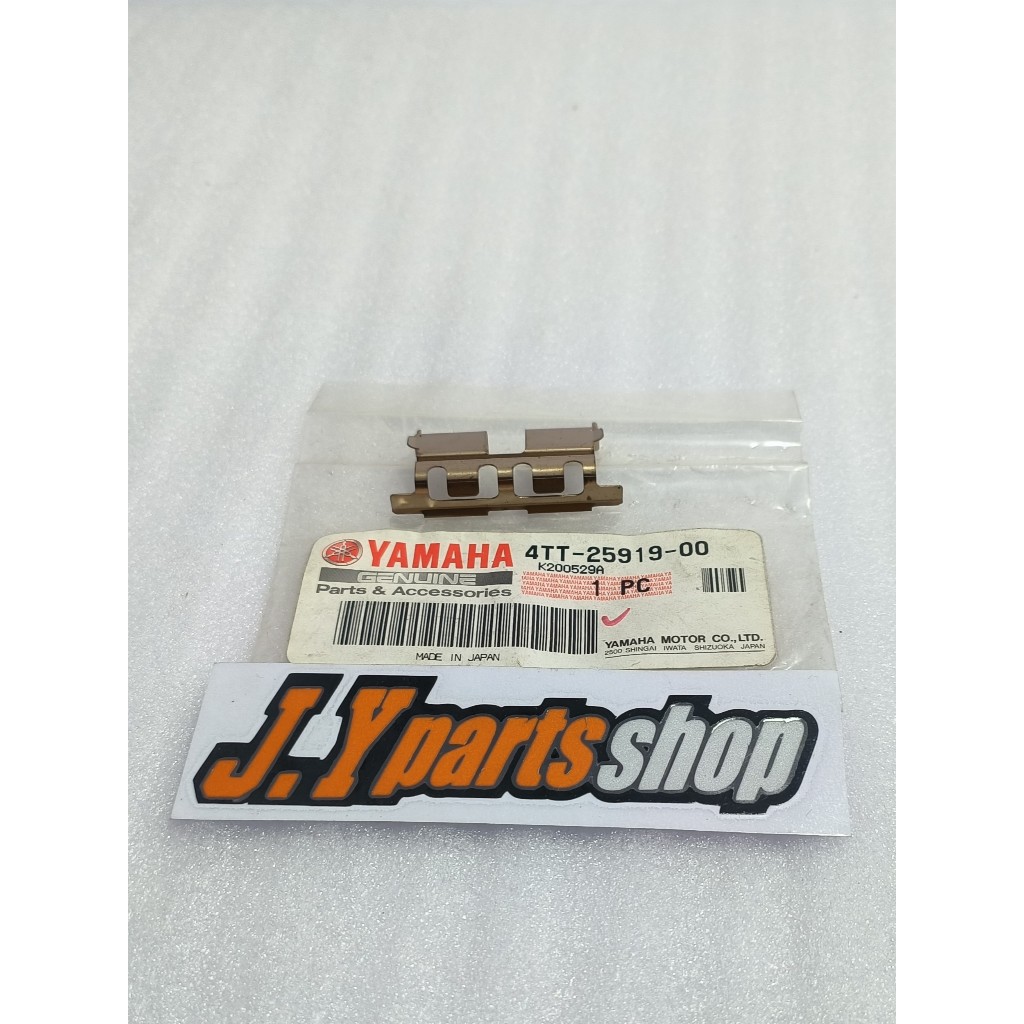 YAMAHA 4TT-25919-00
GENUINE K200529A
Parts & Accessories 1 PC
MADE IN JAPAN
YAMAHA MOTOR CO.,LTD.
2500 SHINGAI IWATA SHIZUOKA JAPAN
J.Y parts shop